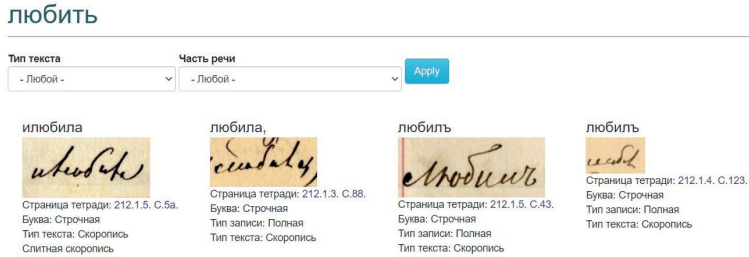 любить
Тип текста
Часть речи
- Любой -
- Любой -
Apply
илюбила
илюбила
Страница тетради: 212.1.5. С.5а.
Буква: Строчная
Тип текста: Скоропись
Слитная скоропись
любила,
любила,
Страница тетради: 212.1.3. С.88.
Буква: Строчная
Тип записи: Полная
Тип текста: Скоропись
любилъ
любилъ
Страница тетради: 212.1.5. С.43.
Буква: Строчная
Тип записи: Полная
Тип текста: Скоропись
любилъ
Страница тетради: 212.1.4. С.123.
Буква: Строчная
Тип записи: Полная
Тип текста: Скоропись